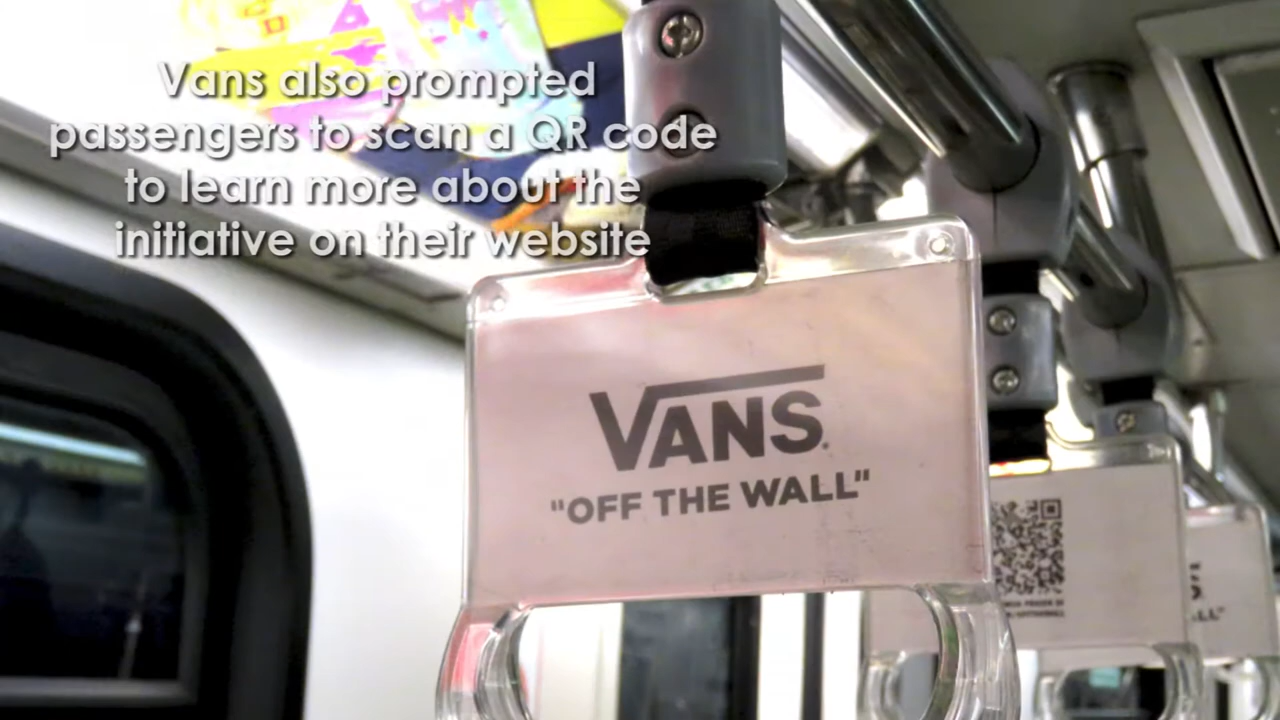 Vans also prompted
passengers to scan a QR code
to learn more about the
initiative on their website
VANS
"OFF THE WALL"